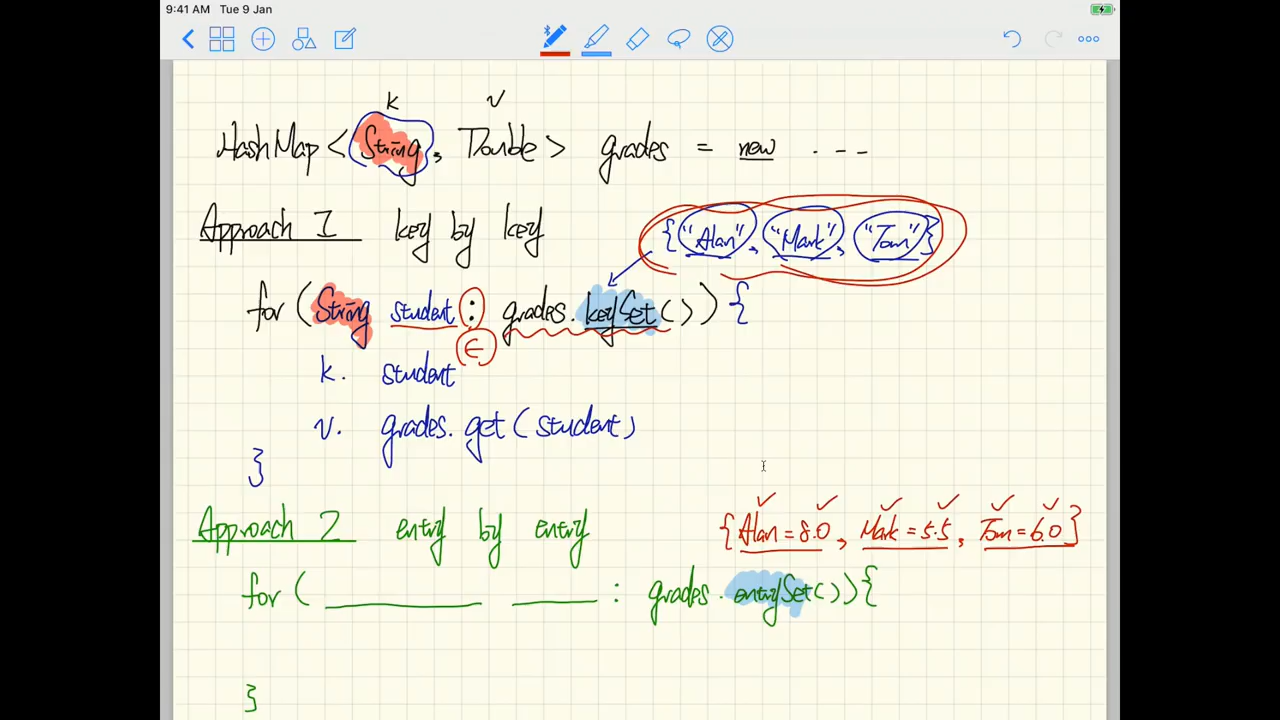 9:41 AM Tue 9 Jan
k v
HashMap < String, Double > grades = new ---
Approach 1 key by key
{ "Alan", "Mark", "Tom" }
for ( String student : grades. keySet ( ) ) {
∈
k. student
v. grades. get ( student )
}
Approach 2 entry by entry
{ Alan = 8.0, Mark = 5.5, Tom = 6.0 }
for ( ______ ____ : grades. entrySet ( ) ) {
}